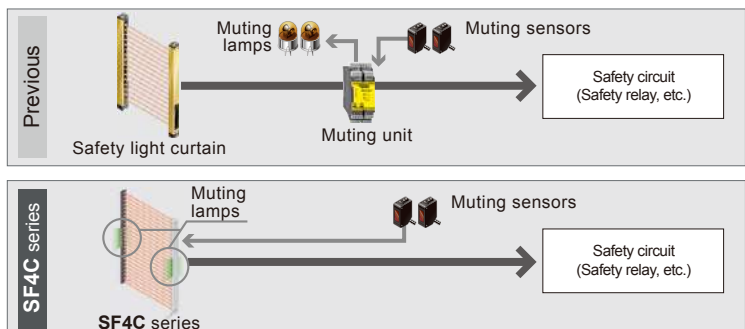 Previous
Muting
lamps
Muting sensors
Safety circuit
(Safety relay, etc.)
Muting unit
Safety light curtain
SF4C series
Muting
lamps
Muting sensors
Safety circuit
(Safety relay, etc.)
SF4C series